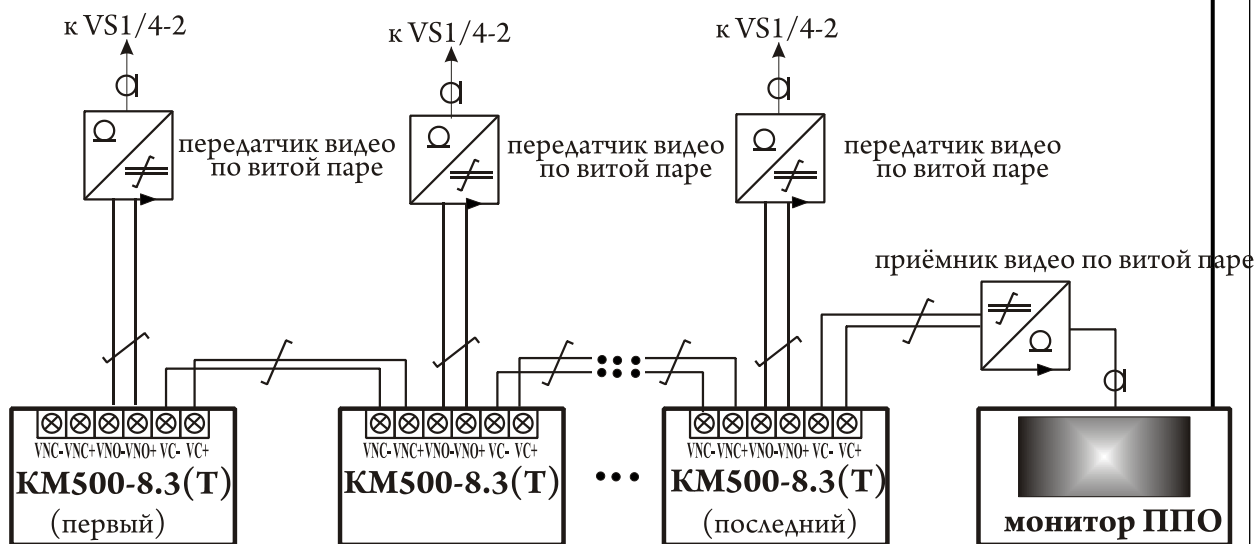 к VS1/4-2
к VS1/4-2
к VS1/4-2
передатчик видео
по витой паре
передатчик видео
по витой паре
передатчик видео
по витой паре
приёмник видео по витой паре
VNC- VNC+ VNO- VNO+ VC- VC+
VNC- VNC+ VNO- VNO+ VC- VC+
VNC- VNC+ VNO- VNO+ VC- VC+
КМ500-8.3(Т)
(первый)
КМ500-8.3(Т)
КМ500-8.3(Т)
(последний)
монитор ППО